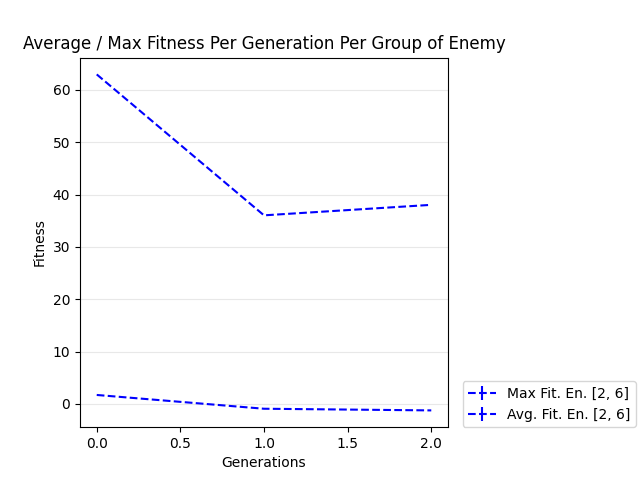 Average / Max Fitness Per Generation Per Group of Enemy
60
50
40
30
20
10
0
Fitness
0.0 0.5 1.0 1.5 2.0
Generations
Max Fit. En. [2, 6]
Avg. Fit. En. [2, 6]